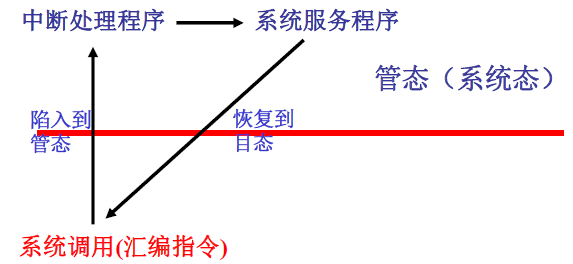 中断处理程序
系统服务程序
管态（系统态）
陷入到
管态
恢复到
目态
系统调用(汇编指令)